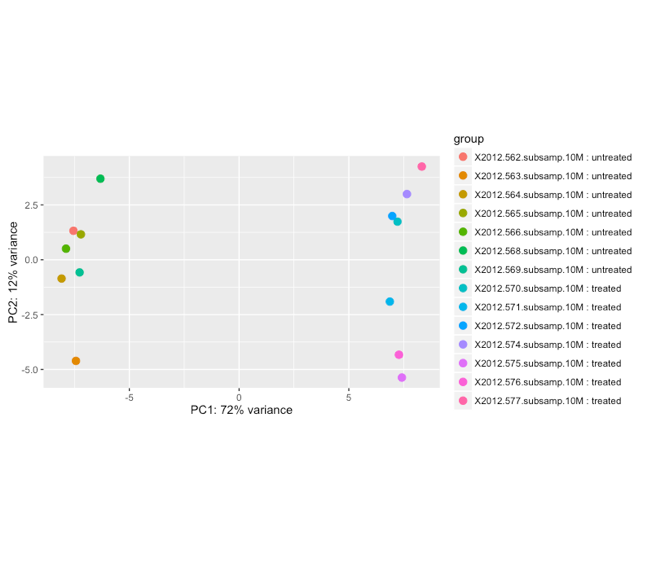 group
X2012.562.subsamp.10M : untreated
X2012.563.subsamp.10M : untreated
X2012.564.subsamp.10M : untreated
X2012.565.subsamp.10M : untreated
X2012.566.subsamp.10M : untreated
X2012.568.subsamp.10M : untreated
X2012.569.subsamp.10M : untreated
X2012.570.subsamp.10M : treated
X2012.571.subsamp.10M : treated
X2012.572.subsamp.10M : treated
X2012.574.subsamp.10M : treated
X2012.575.subsamp.10M : treated
X2012.576.subsamp.10M : treated
X2012.577.subsamp.10M : treated
PC2: 12% variance
2.5
0.0
-2.5
-5.0
-5 0 5
PC1: 72% variance